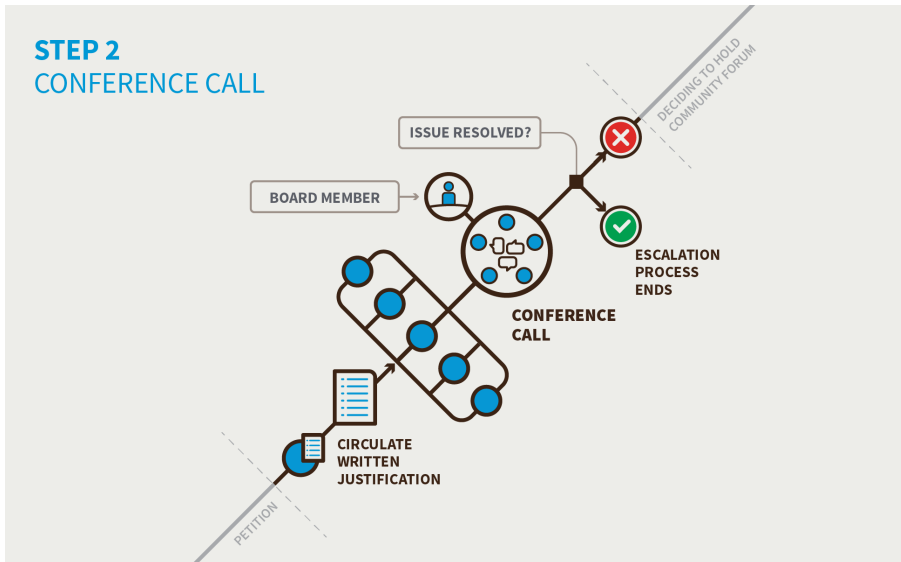 STEP 2
CONFERENCE CALL
DECIDING TO HOLD
COMMUNITY FORUM
ISSUE RESOLVED?
BOARD MEMBER
ESCALATION
PROCESS
ENDS
CONFERENCE
CALL
CIRCULATE
WRITTEN
JUSTIFICATION
PETITION